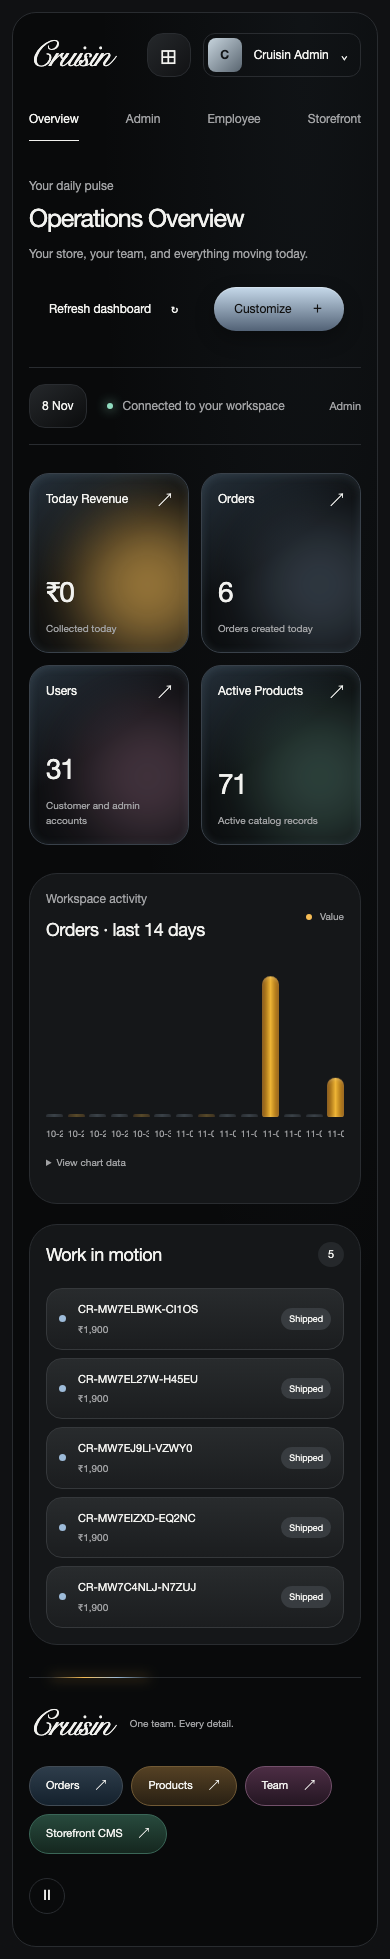 Cruisin
C
Cruisin Admin
Overview
Admin
Employee
Storefront
Your daily pulse
Operations Overview
Your store, your team, and everything moving today.
Refresh dashboard
Customize +
8 Nov
Connected to your workspace
Admin
Today Revenue
₹0
Collected today
Orders
6
Orders created today
Users
31
Customer and admin
accounts
Active Products
71
Active catalog records
Workspace activity
Orders · last 14 days
Value
View chart data
Work in motion
5
CR-MW7ELBWK-CI1OS
₹1,900
Shipped
CR-MW7EL27W-H45EU
₹1,900
Shipped
CR-MW7EJ9LI-VZWY0
₹1,900
Shipped
CR-MW7EIZXD-EQ2NC
₹1,900
Shipped
CR-MW7C4NLJ-N7ZUJ
₹1,900
Shipped
Cruisin
One team. Every detail.
Orders
Products
Team
Storefront CMS